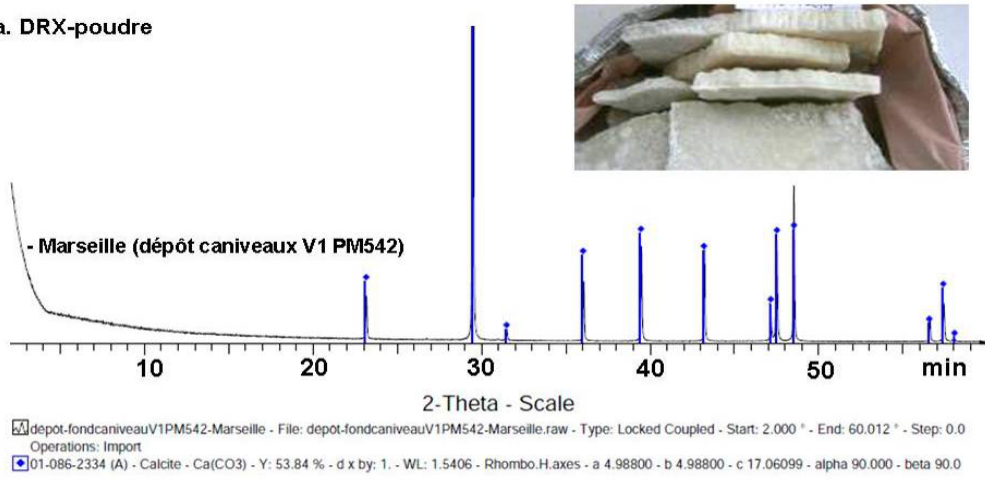 a. DRX-poudre
- Marseille (dépôt caniveaux V1 PM542)
10 20 30 40 50 min
2-Theta - Scale
depot-fondcaniveauV1PM542-Marseille - File: depot-fondcaniveauV1PM542-Marseille.raw - Type: Locked Coupled - Start: 2.000 ° - End: 60.012 ° - Step: 0.0
Operations: Import
01-086-2334 (A) - Calcite - Ca(CO3) - Y: 53.84 % - d x by: 1. - WL: 1.5406 - Rhombo.H.axes - a 4.98800 - b 4.98800 - c 17.06099 - alpha 90.000 - beta 90.0